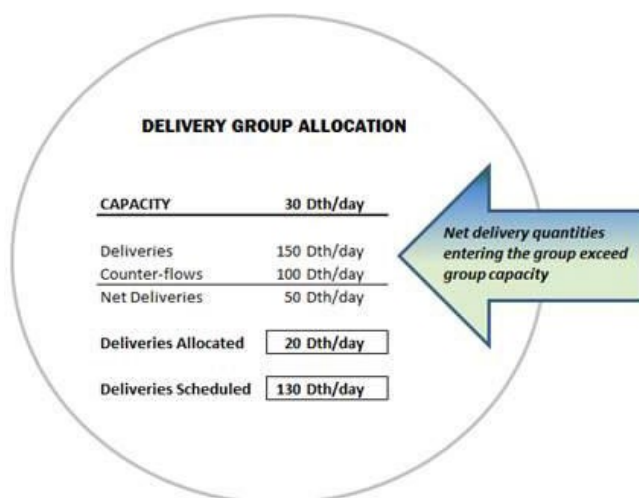 DELIVERY GROUP ALLOCATION
CAPACITY 30 Dth/day
Deliveries 150 Dth/day
Counter-flows 100 Dth/day
Net Deliveries 50 Dth/day
Deliveries Allocated 20 Dth/day
Deliveries Scheduled 130 Dth/day
Net delivery quantities
entering the group exceed
group capacity